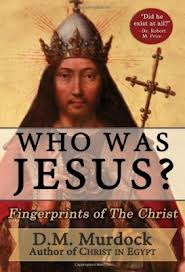 "Did he
exist at all?"
–Dr. Robert
M. Price
WHO WAS
JESUS?
Fingerprints of The Christ
D.M. Murdock
Author of CHRIST IN EGYPT